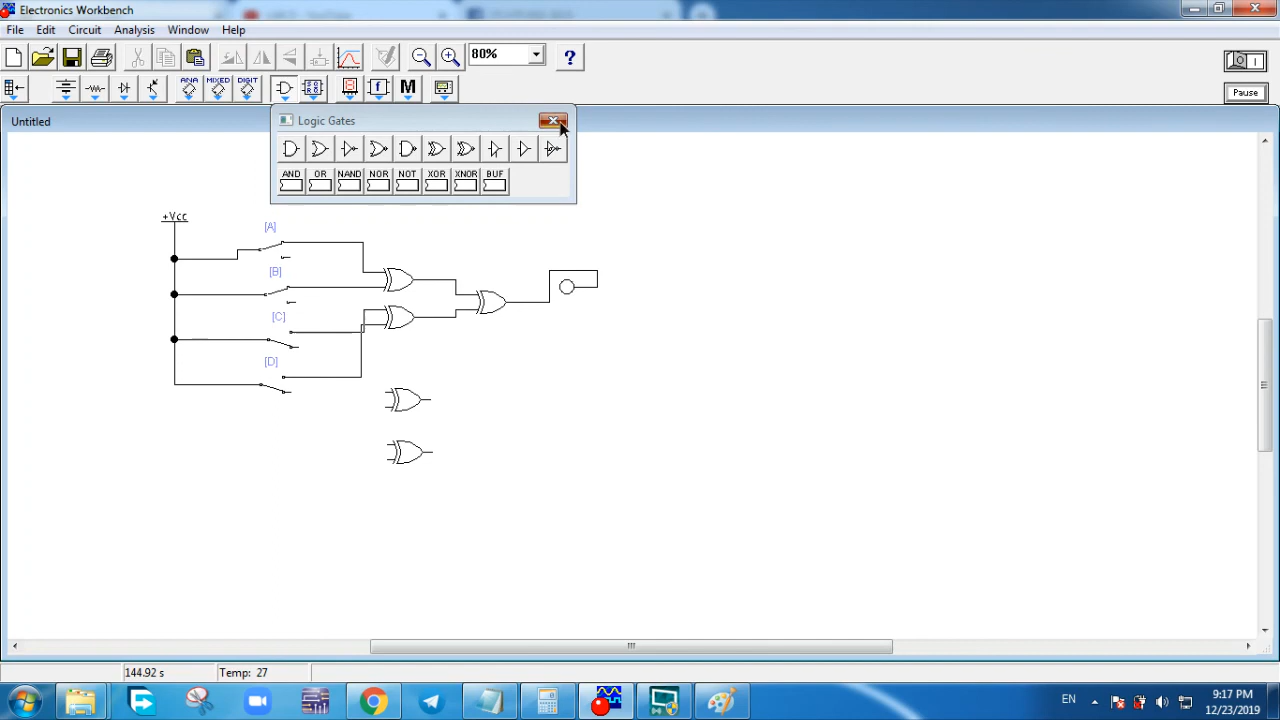 Electronics Workbench
File Edit Circuit Analysis Window Help
80%
?
ANA MIXED DIGIT
M
Pause
Untitled
Logic Gates
AND OR NAND NOR NOT XOR XNOR BUF
+Vcc
[A]
[B]
[C]
[D]
144.92 s Temp: 27
EN
9:17 PM
12/23/2019